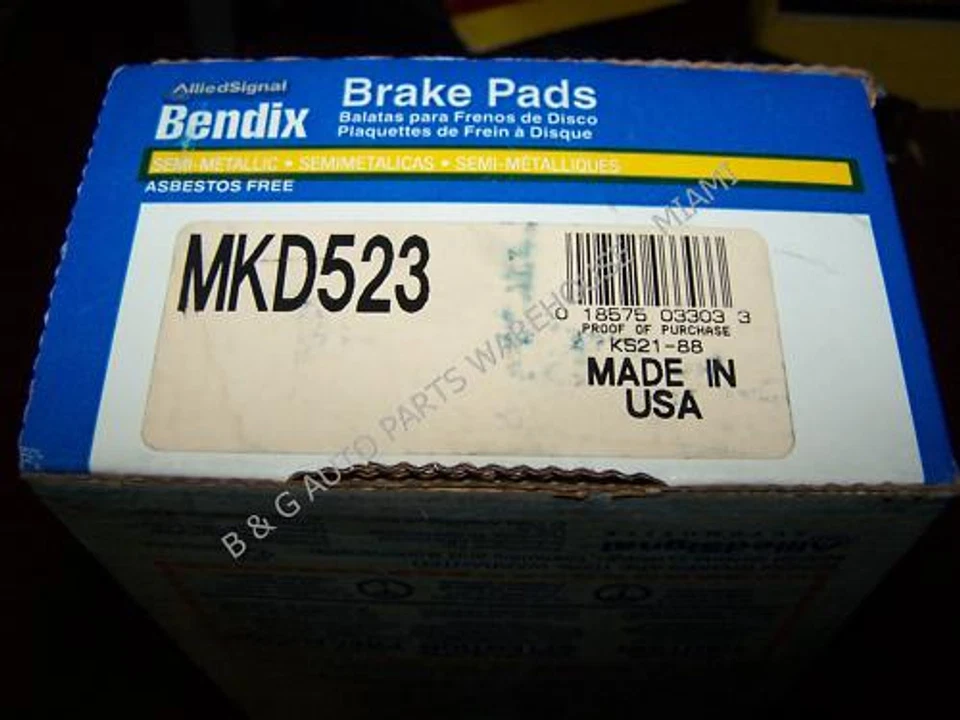 AlliedSignal
Bendix
Brake Pads
Balatas para Frenos de Disco
Plaquettes de Frein à Disque
SEMI-METALLIC • SEMIMETALICAS • SEMI-MÉTALLIQUES
ASBESTOS FREE
MKD523
0 18575 03303 3
PROOF OF PURCHASE
KS21-88
MADE IN
USA
B & G AUTO PARTS WAREHOUSE MIAMI